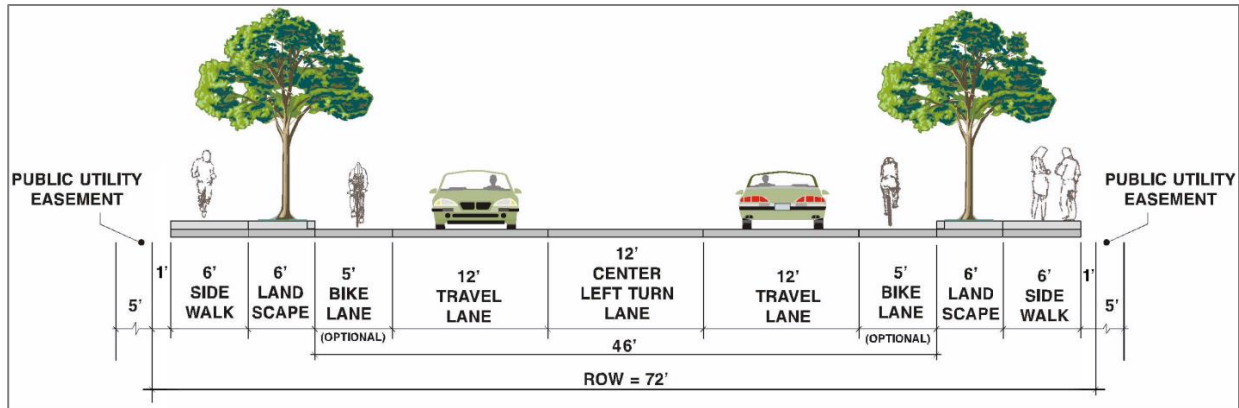 PUBLIC UTILITY
EASEMENT
PUBLIC UTILITY
EASEMENT
5'
1'
6'
SIDE
WALK
6'
LAND
SCAPE
5'
BIKE
LANE
(OPTIONAL)
12'
TRAVEL
LANE
12'
CENTER
LEFT TURN
LANE
12'
TRAVEL
LANE
5'
BIKE
LANE
(OPTIONAL)
6'
LAND
SCAPE
6'
SIDE
WALK
1'
5'
46'
ROW = 72'